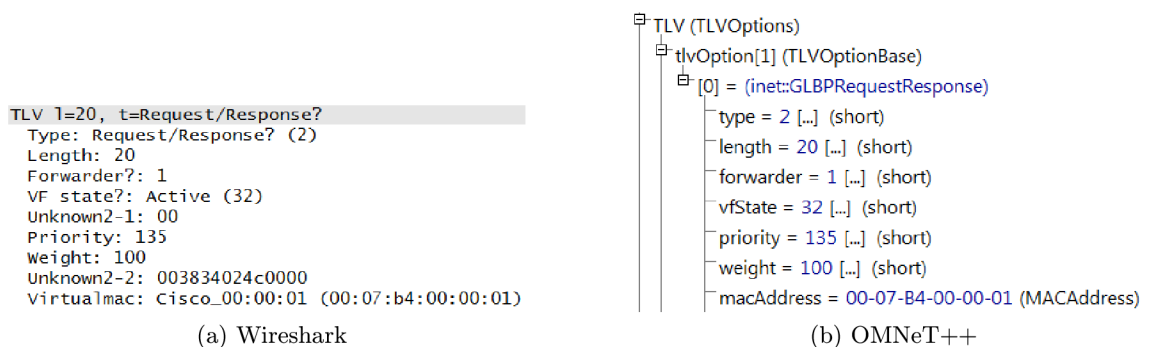 TLV l=20, t=Request/Response?
Type: Request/Response? (2)
Length: 20
Forwarder?: 1
VF state?: Active (32)
Unknown2-1: 00
Priority: 135
Weight: 100
Unknown2-2: 003834024c0000
Virtualmac: Cisco_00:00:01 (00:07:b4:00:00:01)
(a) Wireshark
TLV (TLVOptions)
tlvOption[1] (TLVOptionBase)
[0] = (inet::GLBPRequestResponse)
type = 2 [...] (short)
length = 20 [...] (short)
forwarder = 1 [...] (short)
vfState = 32 [...] (short)
priority = 135 [...] (short)
weight = 100 [...] (short)
macAddress = 00-07-B4-00-00-01 (MACAddress)
(b) OMNeT++